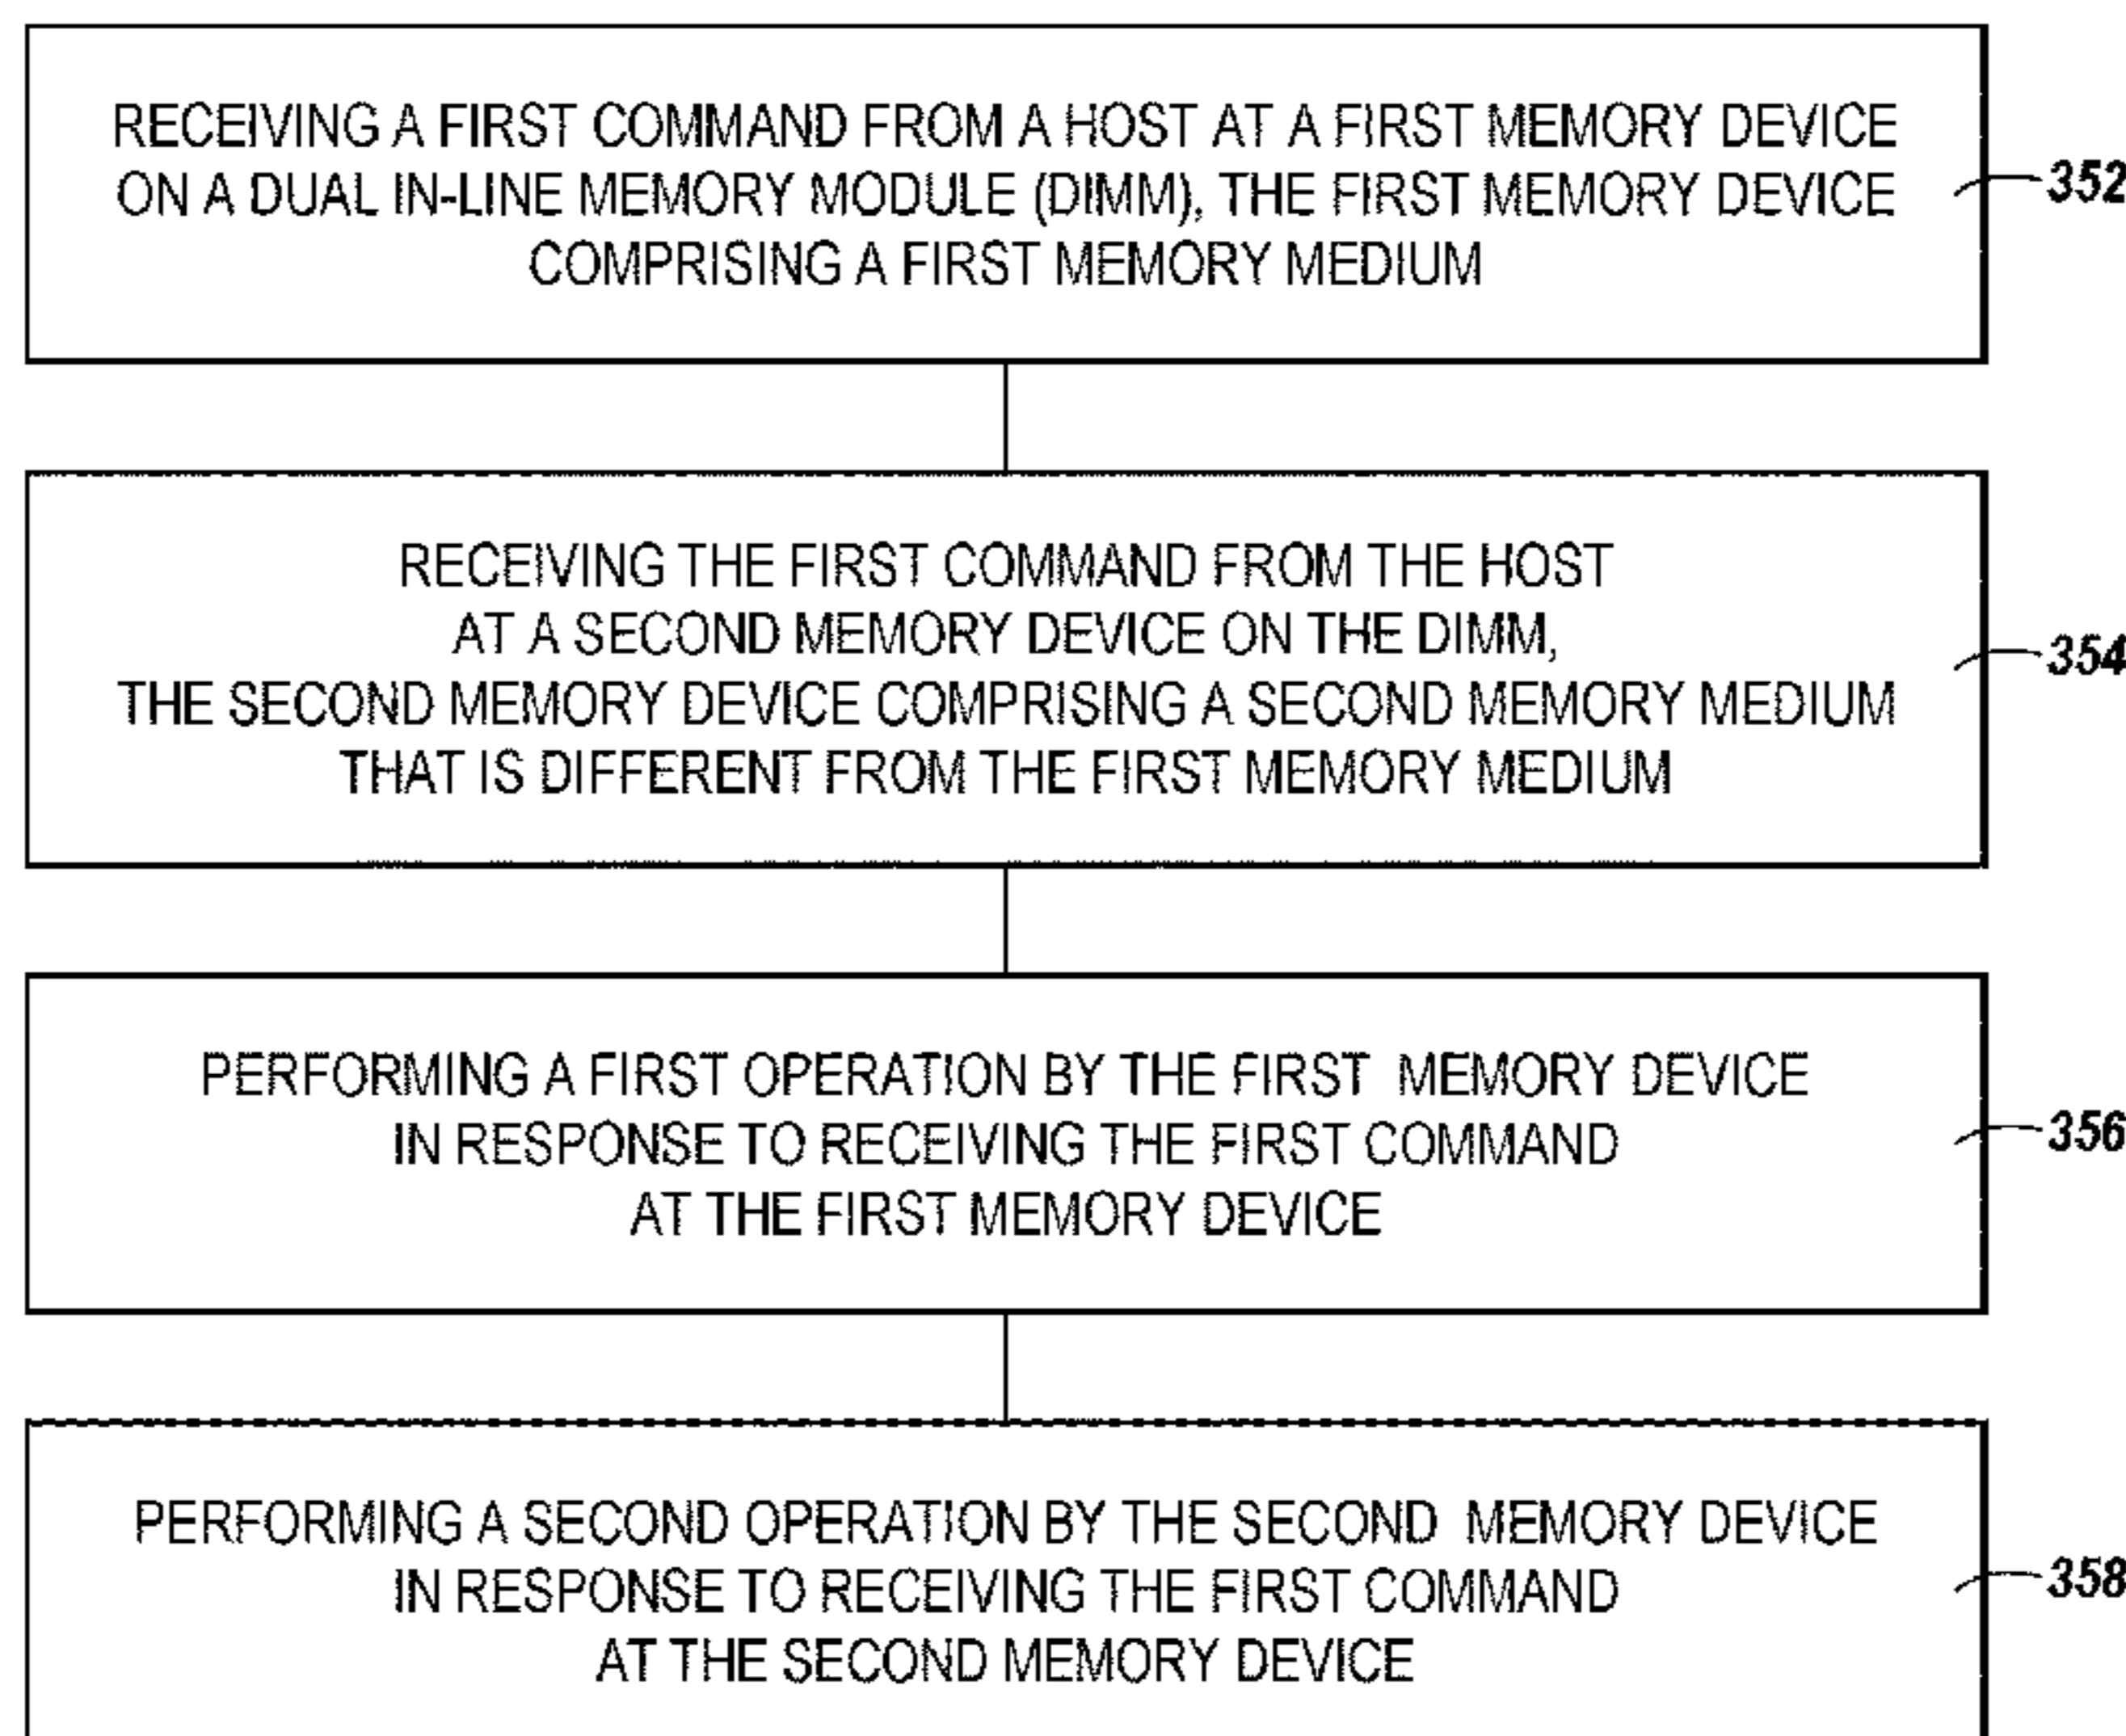 RECEIVING A FIRST COMMAND FROM A HOST AT A FIRST MEMORY DEVICE
ON A DUAL IN-LINE MEMORY MODULE (DIMM), THE FIRST MEMORY DEVICE
COMPRISING A FIRST MEMORY MEDIUM
352
RECEIVING THE FIRST COMMAND FROM THE HOST
AT A SECOND MEMORY DEVICE ON THE DIMM,
THE SECOND MEMORY DEVICE COMPRISING A SECOND MEMORY MEDIUM
THAT IS DIFFERENT FROM THE FIRST MEMORY MEDIUM
354
PERFORMING A FIRST OPERATION BY THE FIRST MEMORY DEVICE
IN RESPONSE TO RECEIVING THE FIRST COMMAND
AT THE FIRST MEMORY DEVICE
356
PERFORMING A SECOND OPERATION BY THE SECOND MEMORY DEVICE
IN RESPONSE TO RECEIVING THE FIRST COMMAND
AT THE SECOND MEMORY DEVICE
358